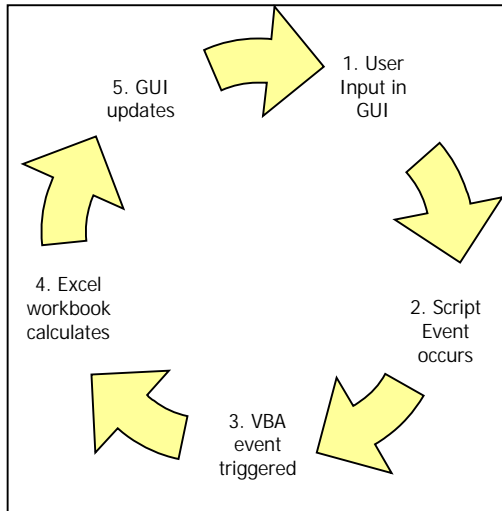 1. User
Input in
GUI
2. Script
Event
occurs
3. VBA
event
triggered
4. Excel
workbook
calculates
5. GUI
updates